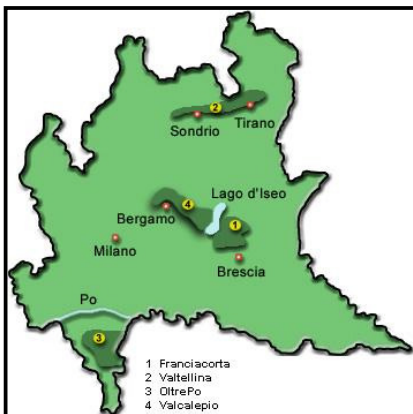 2
Sondrio
Tirano
Lago d'Iseo
4
Bergamo
1
Milano
Brescia
Po
3
1 Franciacorta
2 Valtellina
3 OltrePo
4 Valcalepio